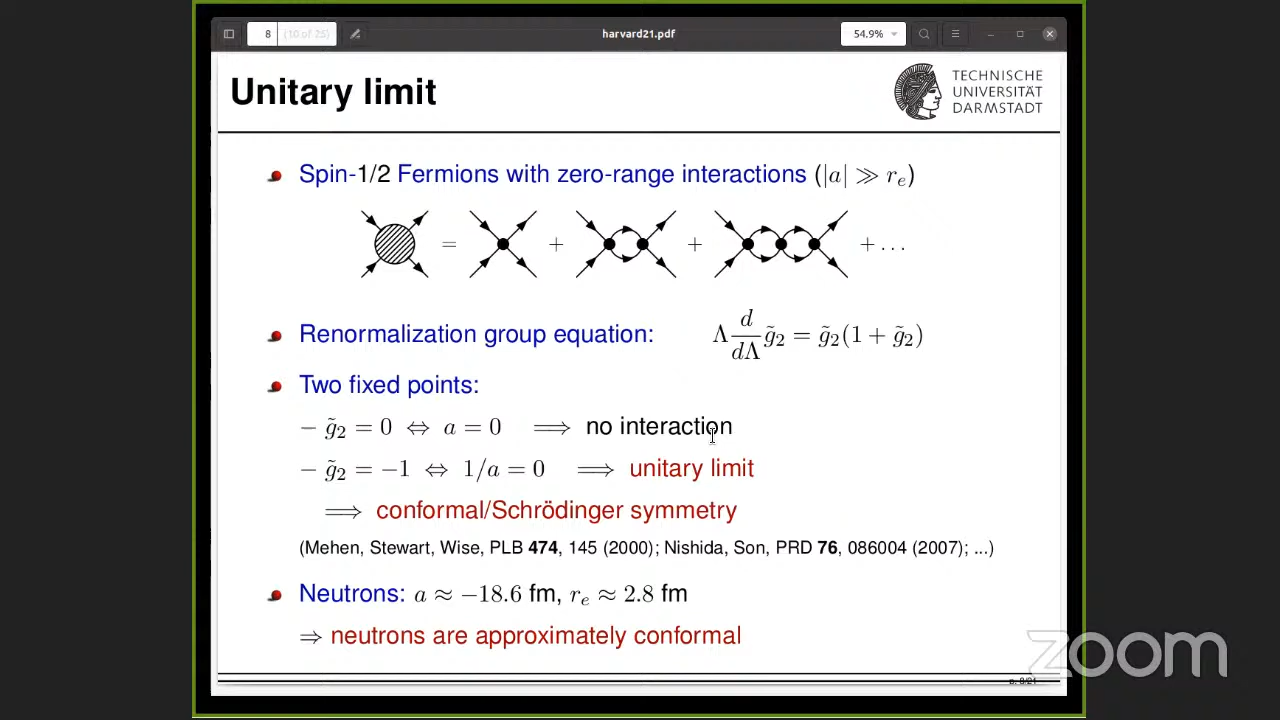 8 (10 of 25) harvard21.pdf 54.9%
Unitary limit
TECHNISCHE
UNIVERSITÄT
DARMSTADT
Spin-1/2 Fermions with zero-range interactions (|a| ≫ r_e)
= + + + ...
Renormalization group equation: Λ d/dΛ g̃₂ = g̃₂(1 + g̃₂)
Two fixed points:
− g̃₂ = 0 ⇔ a = 0 ⟹ no interaction
− g̃₂ = −1 ⇔ 1/a = 0 ⟹ unitary limit
⟹ conformal/Schrödinger symmetry
(Mehen, Stewart, Wise, PLB 474, 145 (2000); Nishida, Son, PRD 76, 086004 (2007); ...)
Neutrons: a ≈ −18.6 fm, r_e ≈ 2.8 fm
⇒ neutrons are approximately conformal
zoom